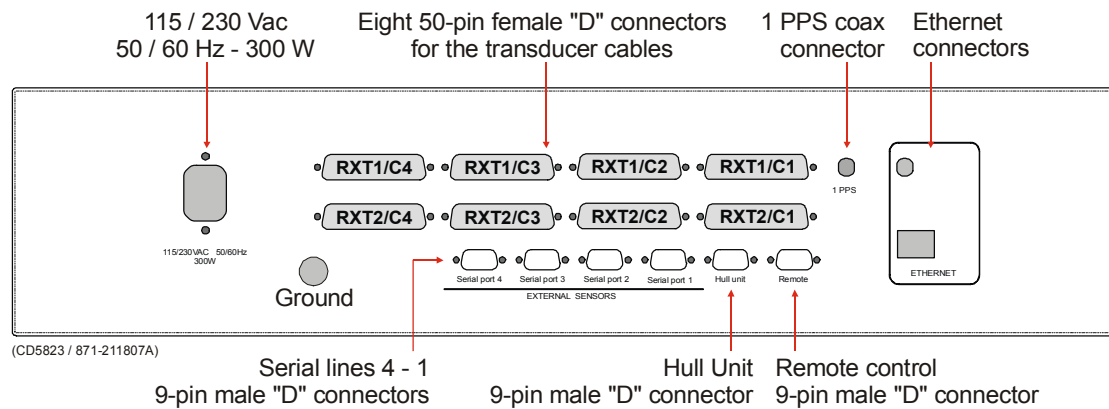 115 / 230 Vac
50 / 60 Hz - 300 W
Eight 50-pin female "D" connectors
for the transducer cables
1 PPS coax
connector
Ethernet
connectors
RXT1/C4
RXT1/C3
RXT1/C2
RXT1/C1
1 PPS
RXT2/C4
RXT2/C3
RXT2/C2
RXT2/C1
115/230VAC 50/60Hz
300W
Ground
Serial port 4
Serial port 3
Serial port 2
Serial port 1
Hull unit
Remote
EXTERNAL SENSORS
ETHERNET
(CD5823 / 871-211807A)
Serial lines 4 - 1
9-pin male "D" connectors
Hull Unit
9-pin male "D" connector
Remote control
9-pin male "D" connector